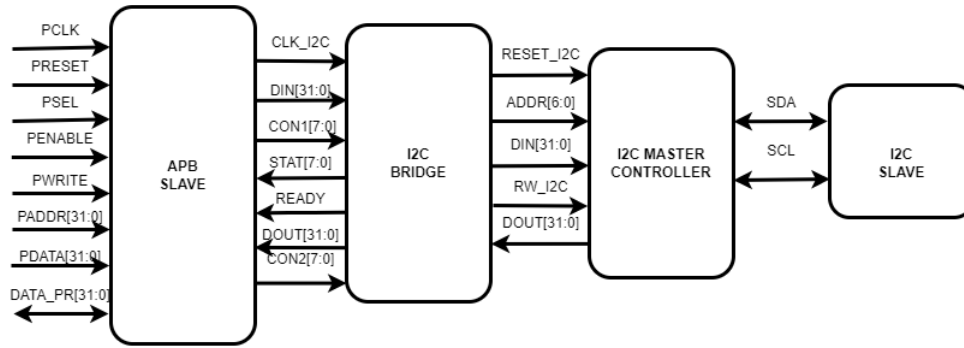 PCLK
PRESET
PSEL
PENABLE
PWRITE
PADDR[31:0]
PDATA[31:0]
DATA_PR[31:0]
APB
SLAVE
CLK_I2C
DIN[31:0]
CON1[7:0]
STAT[7:0]
READY
DOUT[31:0]
CON2[7:0]
I2C
BRIDGE
RESET_I2C
ADDR[6:0]
DIN[31:0]
RW_I2C
DOUT[31:0]
I2C MASTER
CONTROLLER
SDA
SCL
I2C
SLAVE